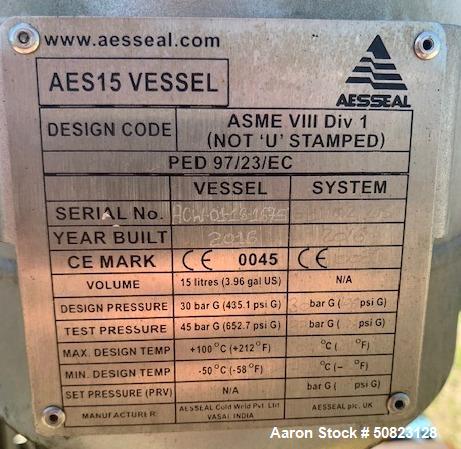 www.aesseal.com
AES15 VESSEL
AESSEAL
DESIGN CODE ASME VIII Div 1
(NOT 'U' STAMPED)
PED 97/23/EC
VESSEL SYSTEM
SERIAL No.
YEAR BUILT 2016
CE MARK CE 0045 CE
VOLUME 15 litres (3.96 gal US) N/A
DESIGN PRESSURE 30 bar G (435.1 psi G) bar G ( psi G)
TEST PRESSURE 45 bar G (652.7 psi G) bar G ( psi G)
MAX. DESIGN TEMP +100°C (+212°F) °C ( °F)
MIN. DESIGN TEMP -50°C (-58°F) °C (– °F)
SET PRESSURE (PRV) N/A bar G ( psi G)
MANUFACTURER AESSEAL Cold Weld Pvt. Ltd. VASAI, INDIA AESSEAL plc. UK
Aaron Stock # 50823128